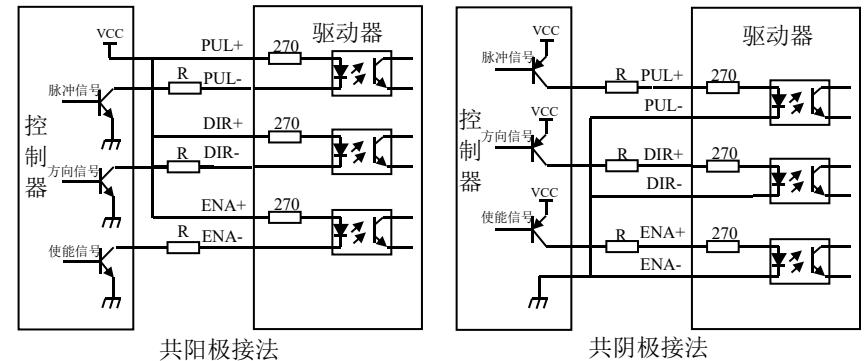 VCC
PUL+
270
驱动器
脉冲信号
R
PUL-
控制器
DIR+
270
方向信号
R
DIR-
ENA+
270
使能信号
R
ENA-
共阳极接法
VCC
驱动器
脉冲信号
R
PUL+
270
PUL-
控制器
VCC
方向信号
R
DIR+
270
DIR-
VCC
使能信号
R
ENA+
270
ENA-
共阴极接法